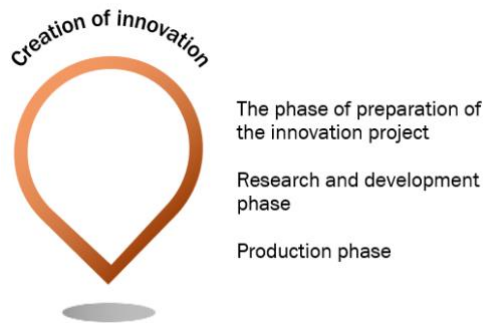 Creation of innovation
The phase of preparation of
the innovation project
Research and development
phase
Production phase